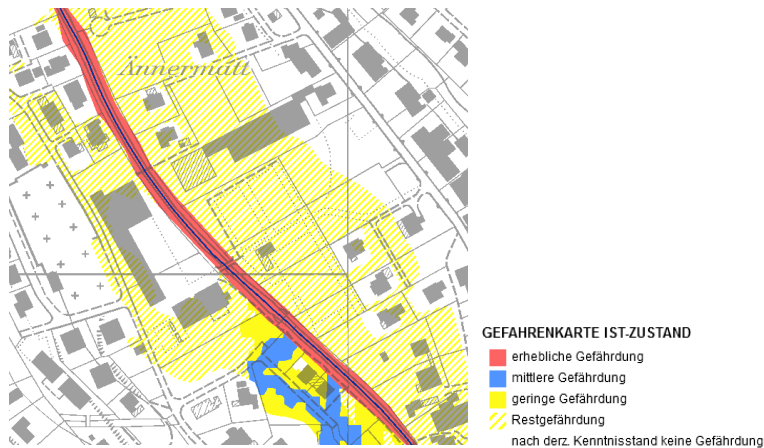 Ännermatt
GEFAHRENKARTE IST-ZUSTAND
erhebliche Gefährdung
mittlere Gefährdung
geringe Gefährdung
Restgefährdung
nach derz. Kenntnisstand keine Gefährdung